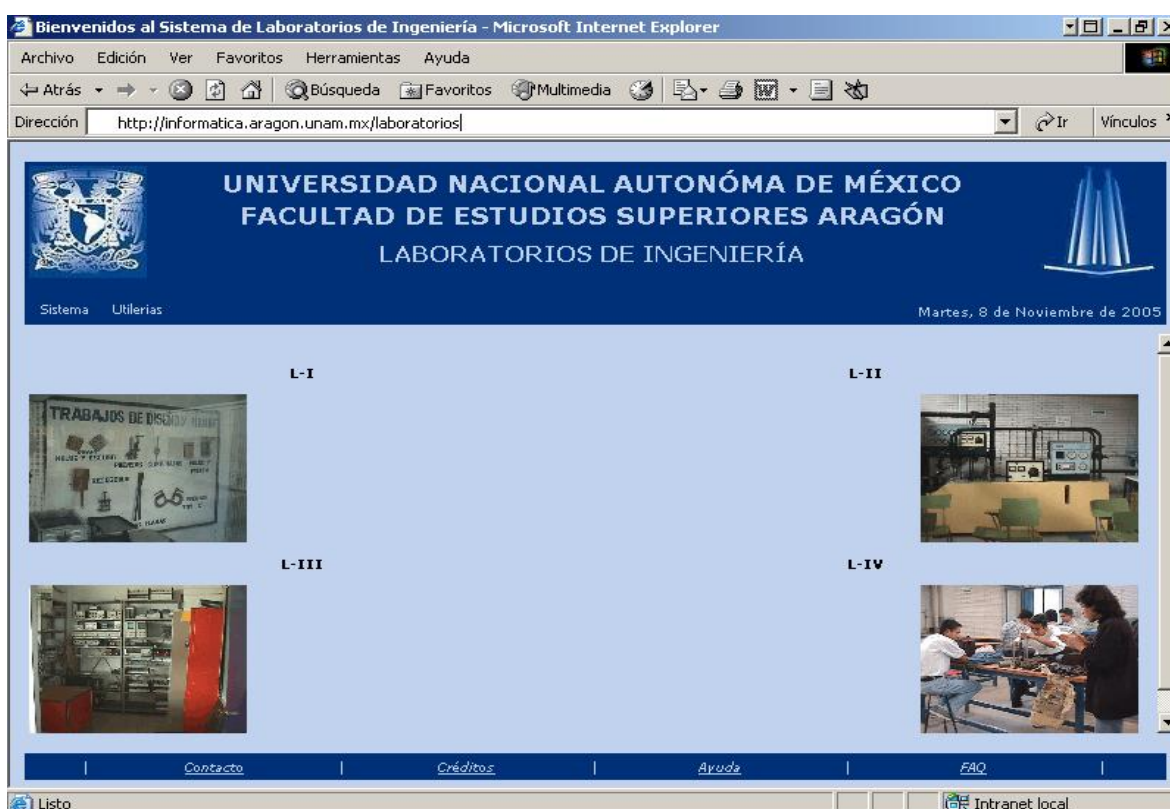 Bienvenidos al Sistema de Laboratorios de Ingeniería - Microsoft Internet Explorer
Archivo Edición Ver Favoritos Herramientas Ayuda
Atrás Búsqueda Favoritos Multimedia
Dirección http://informatica.aragon.unam.mx/laboratorios Ir Vínculos
UNIVERSIDAD NACIONAL AUTONÓMA DE MÉXICO
FACULTAD DE ESTUDIOS SUPERIORES ARAGÓN
LABORATORIOS DE INGENIERÍA
Sistema Utilerias Martes, 8 de Noviembre de 2005
L-I L-II
TRABAJOS DE
L-III L-IV
| Contacto | Créditos | Ayuda | FAQ |
Listo Intranet local